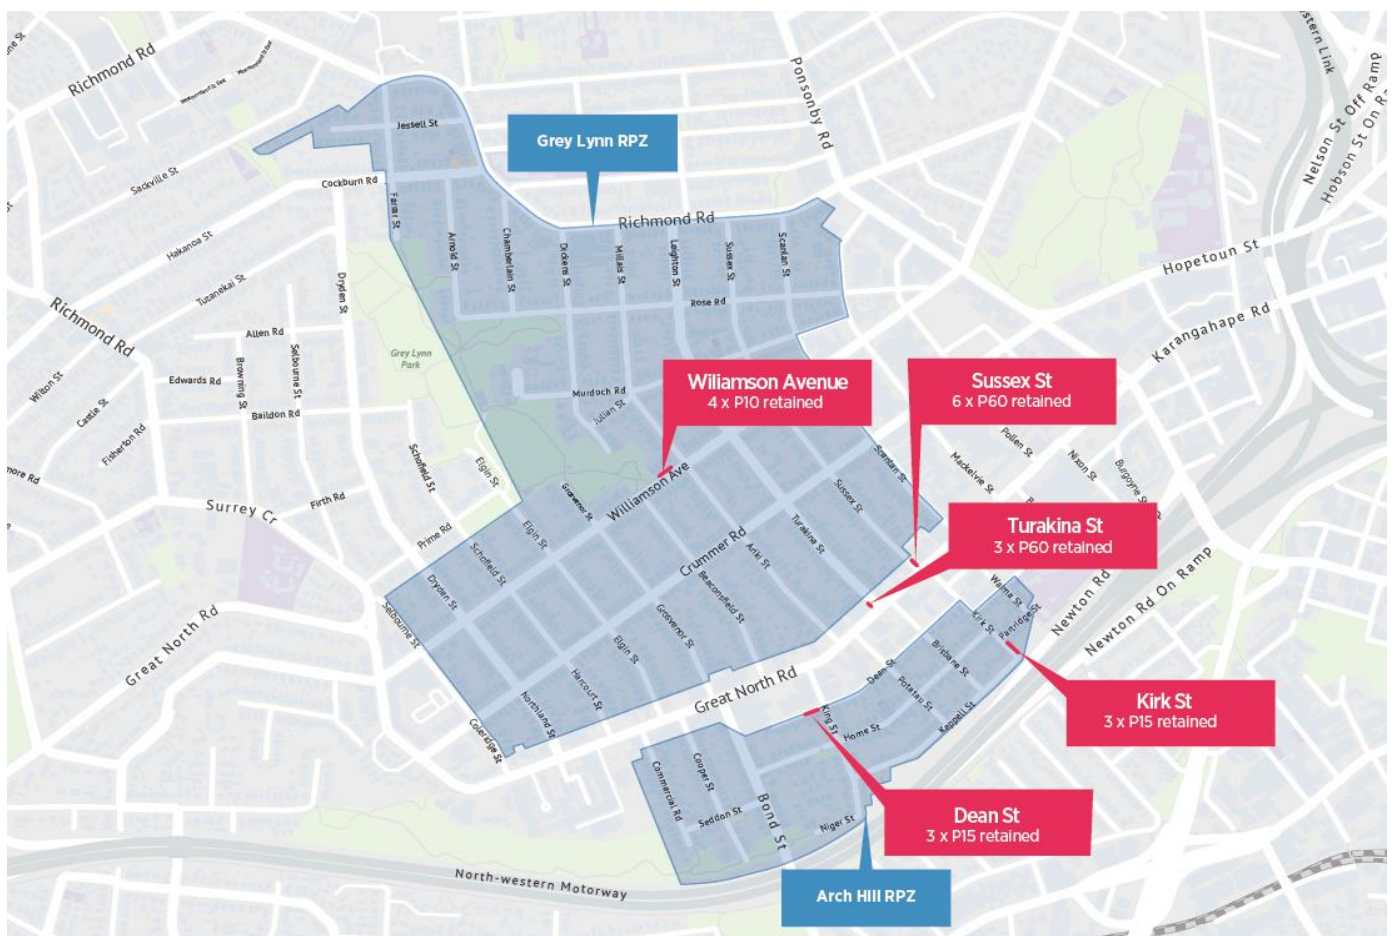 Richmond Rd
Ponsonby Rd
Western Link
Nelson St Off Ramp
Hobson St On Ramp
Jessell St
Grey Lynn RPZ
Sackville St
Cockburn Rd
Farrar St
Richmond Rd
Hakanoa St
Arnold St
Chamberlain St
Dickens St
Millais St
Leighton St
Sussex St
Scanlan St
Hopetoun St
Tutanekai St
Dryden St
Rose Rd
Karangahape Rd
Richmond Rd
Allen Rd
Selbourne St
Browning St
Grey Lynn
Park
Edwards Rd
Wilton St
Castle St
Baildon Rd
Fisherton Rd
Murdoch Rd
Julian St
Wiliamson Avenue
4 x P10 retained
Sussex St
6 x P60 retained
Pollen St
Mackelvie St
Nixon St
Burgoyne St
Scanlan St
more Rd
Schofield St
Elgin St
Firth Rd
Surrey Cr
Prime Rd
Grosvenor St
Williamson Ave
Sussex St
Turakina St
Turakina St
3 x P60 retained
Elgin St
Schofield St
Dryden St
Selbourne St
Crummer Rd
Ariki St
Beaconsfield St
Grosvenor St
Elgin St
Harcourt St
Northland St
Coleridge St
Great North Rd
Great North Rd
Waima St
Partridge St
Kirk St
Brisbane St
Newton Rd
Newton Rd On Ramp
Dean St
Potatau St
Keppell St
King St
Home St
Kirk St
3 x P15 retained
Commercial Rd
Cooper St
Seddon St
Bond St
Niger St
Dean St
3 x P15 retained
North-western Motorway
Arch Hill RPZ